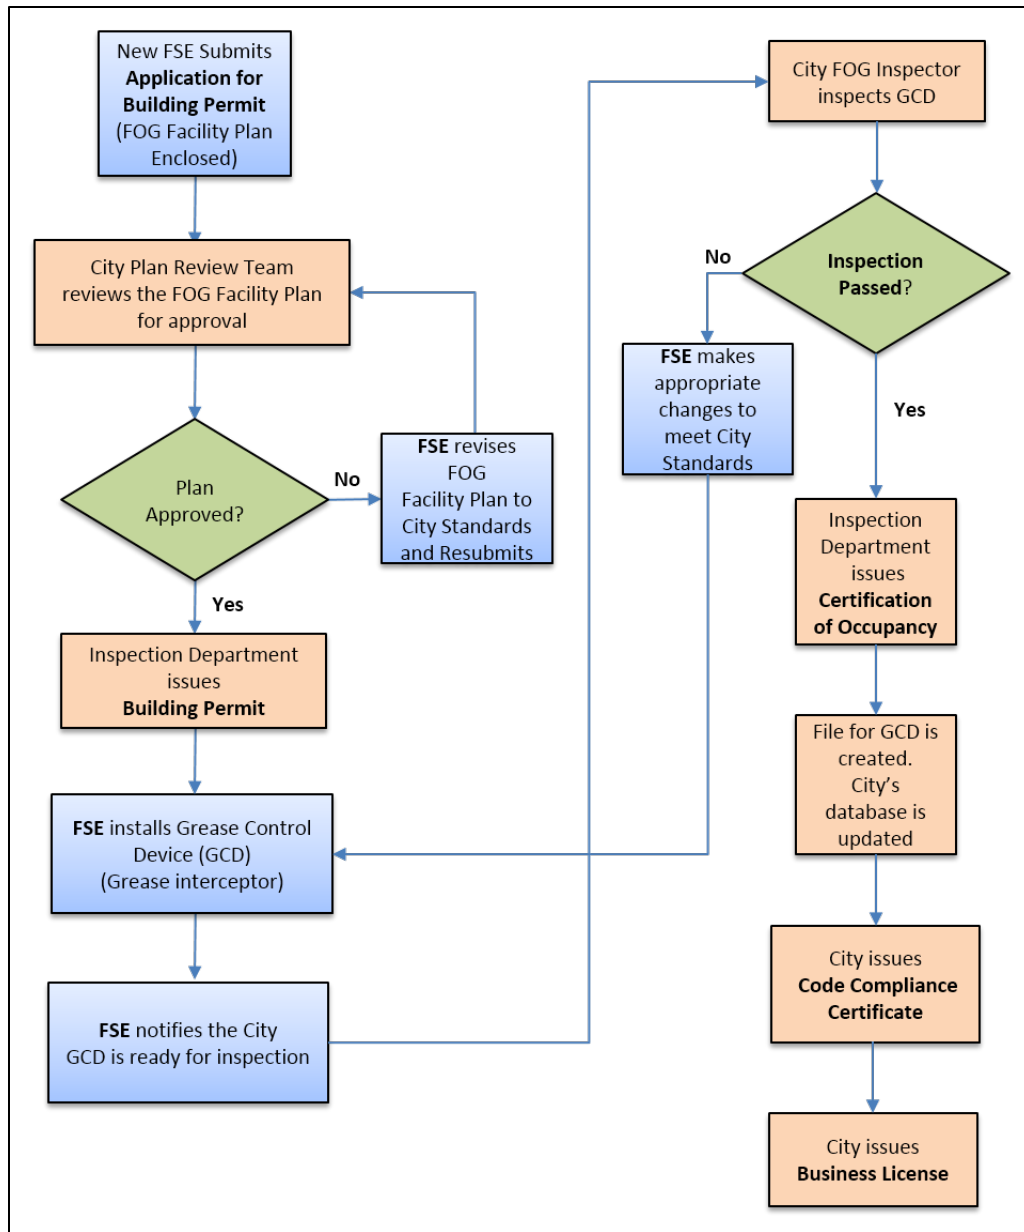 New FSE Submits
Application for
Building Permit
(FOG Facility Plan
Enclosed)
City Plan Review Team
reviews the FOG Facility Plan
for approval
Plan
Approved?
No
FSE revises
FOG
Facility Plan to
City Standards
and Resubmits
Yes
Inspection Department
issues
Building Permit
FSE installs Grease Control
Device (GCD)
(Grease interceptor)
FSE notifies the City
GCD is ready for inspection
City FOG Inspector
inspects GCD
Inspection
Passed?
No
FSE makes
appropriate
changes to
meet City
Standards
Yes
Inspection
Department
issues
Certification
of Occupancy
File for GCD is
created.
City’s
database is
updated
City issues
Code Compliance
Certificate
City issues
Business License